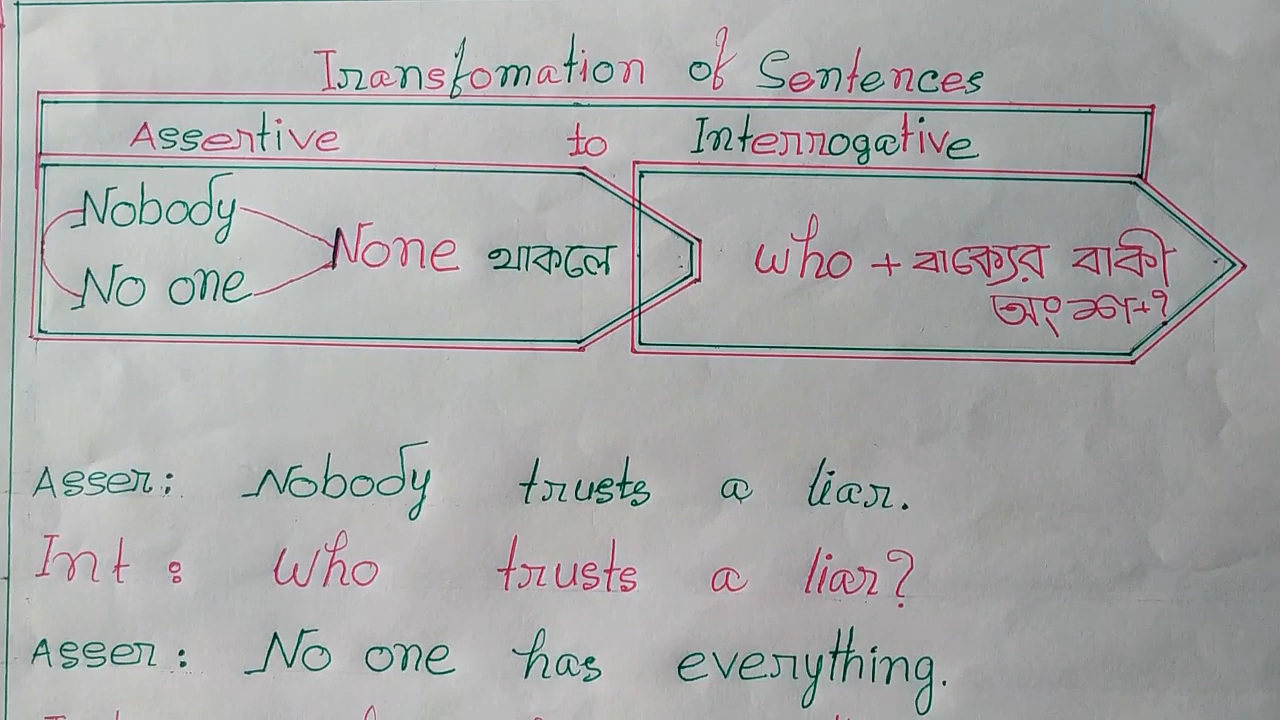 Transfomation of Sentences
Assertive to Interrogative
Nobody
No one
None থাকলে
who + বাক্যের বাকী
অংশ+?
Asser: Nobody trusts a liar.
Int : Who trusts a liar?
Asser: No one has everything.